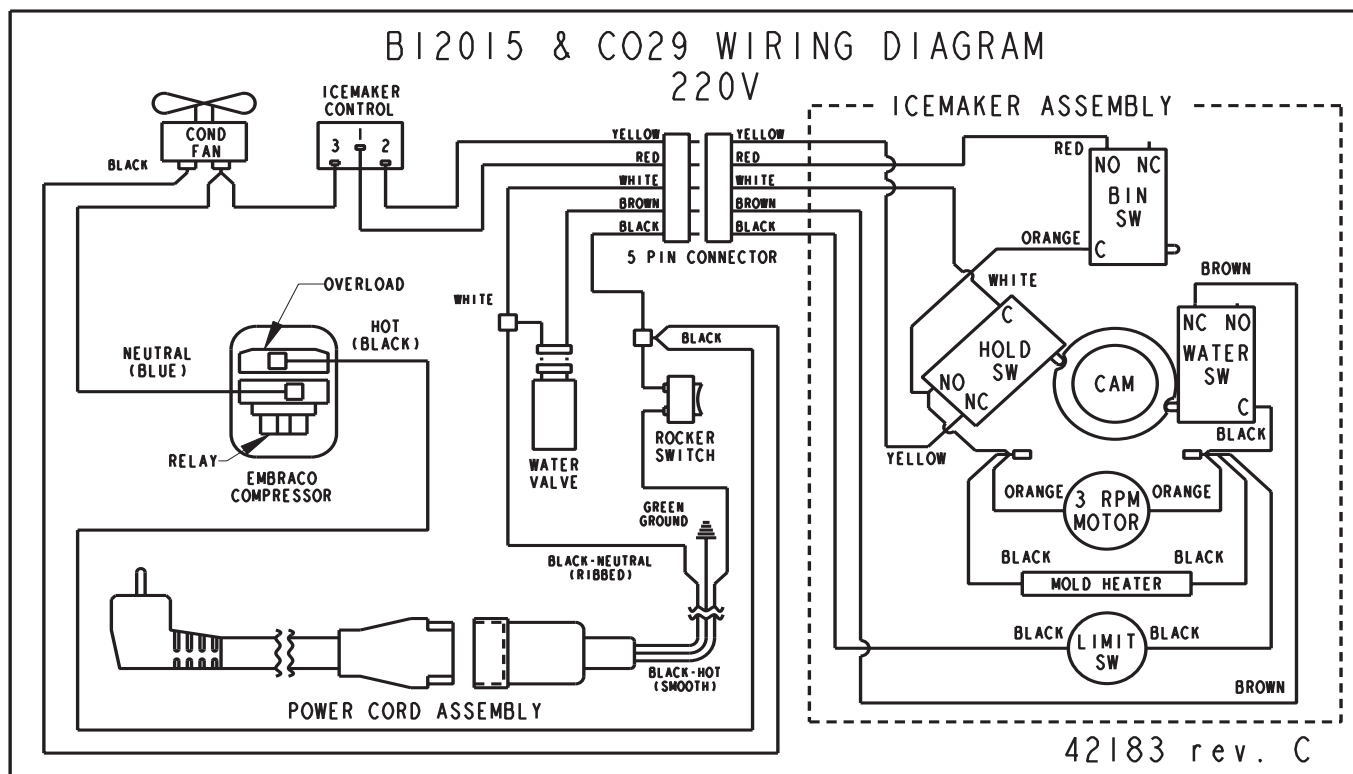 BI2015 & CO29 WIRING DIAGRAM
220V
ICEMAKER
CONTROL
3 1 2
COND
FAN
BLACK
YELLOW
RED
WHITE
BROWN
BLACK
YELLOW
RED
WHITE
BROWN
BLACK
5 PIN CONNECTOR
ICEMAKER ASSEMBLY
RED
NO NC
BIN
SW
C
ORANGE
WHITE
C
HOLD
SW
NO
NC
CAM
BROWN
NC NO
WATER
SW
C
BLACK
YELLOW
OVERLOAD
HOT
(BLACK)
NEUTRAL
(BLUE)
RELAY
EMBRACO
COMPRESSOR
WHITE
BLACK
WATER
VALVE
ROCKER
SWITCH
GREEN
GROUND
BLACK-NEUTRAL
(RIBBED)
BLACK-HOT
(SMOOTH)
POWER CORD ASSEMBLY
ORANGE
3 RPM
MOTOR
ORANGE
BLACK
BLACK
MOLD HEATER
BLACK
LIMIT
SW
BLACK
BROWN
42183 rev. C